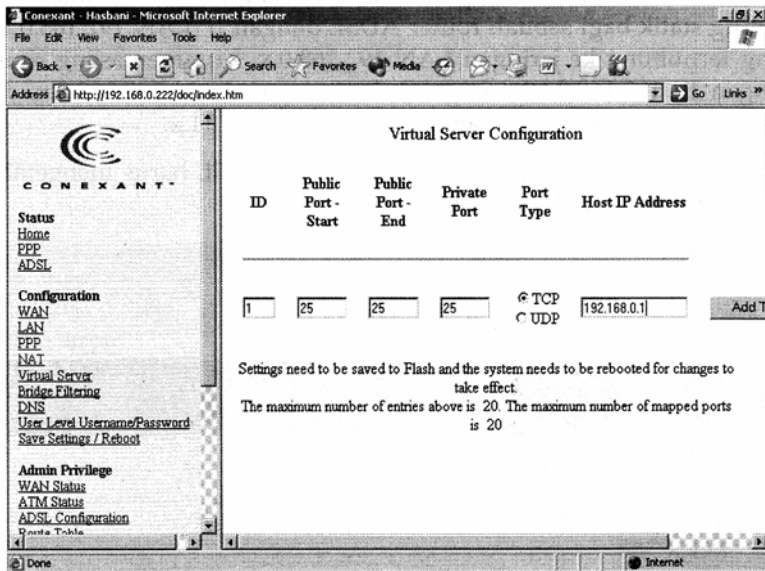 Conexant - Hasbani - Microsoft Internet Explorer
File Edit View Favorites Tools Help
Back Search Favorites Media
Address http://192.168.0.222/doc/index.htm Go Links »
CONEXANT
Status
Home
PPP
ADSL
Configuration
WAN
LAN
PPP
NAT
Virtual Server
Bridge Filtering
DNS
User Level Username/Password
Save Settings / Reboot
Admin Privilege
WAN Status
ATM Status
ADSL Configuration
Route Table
Virtual Server Configuration
ID
Public Port - Start
Public Port - End
Private Port
Port Type
Host IP Address
1 25 25 25 TCP 192.168.0.1 Add T
UDP
Settings need to be saved to Flash and the system needs to be rebooted for changes to
take effect.
The maximum number of entries above is 20. The maximum number of mapped ports
is 20
Done Internet